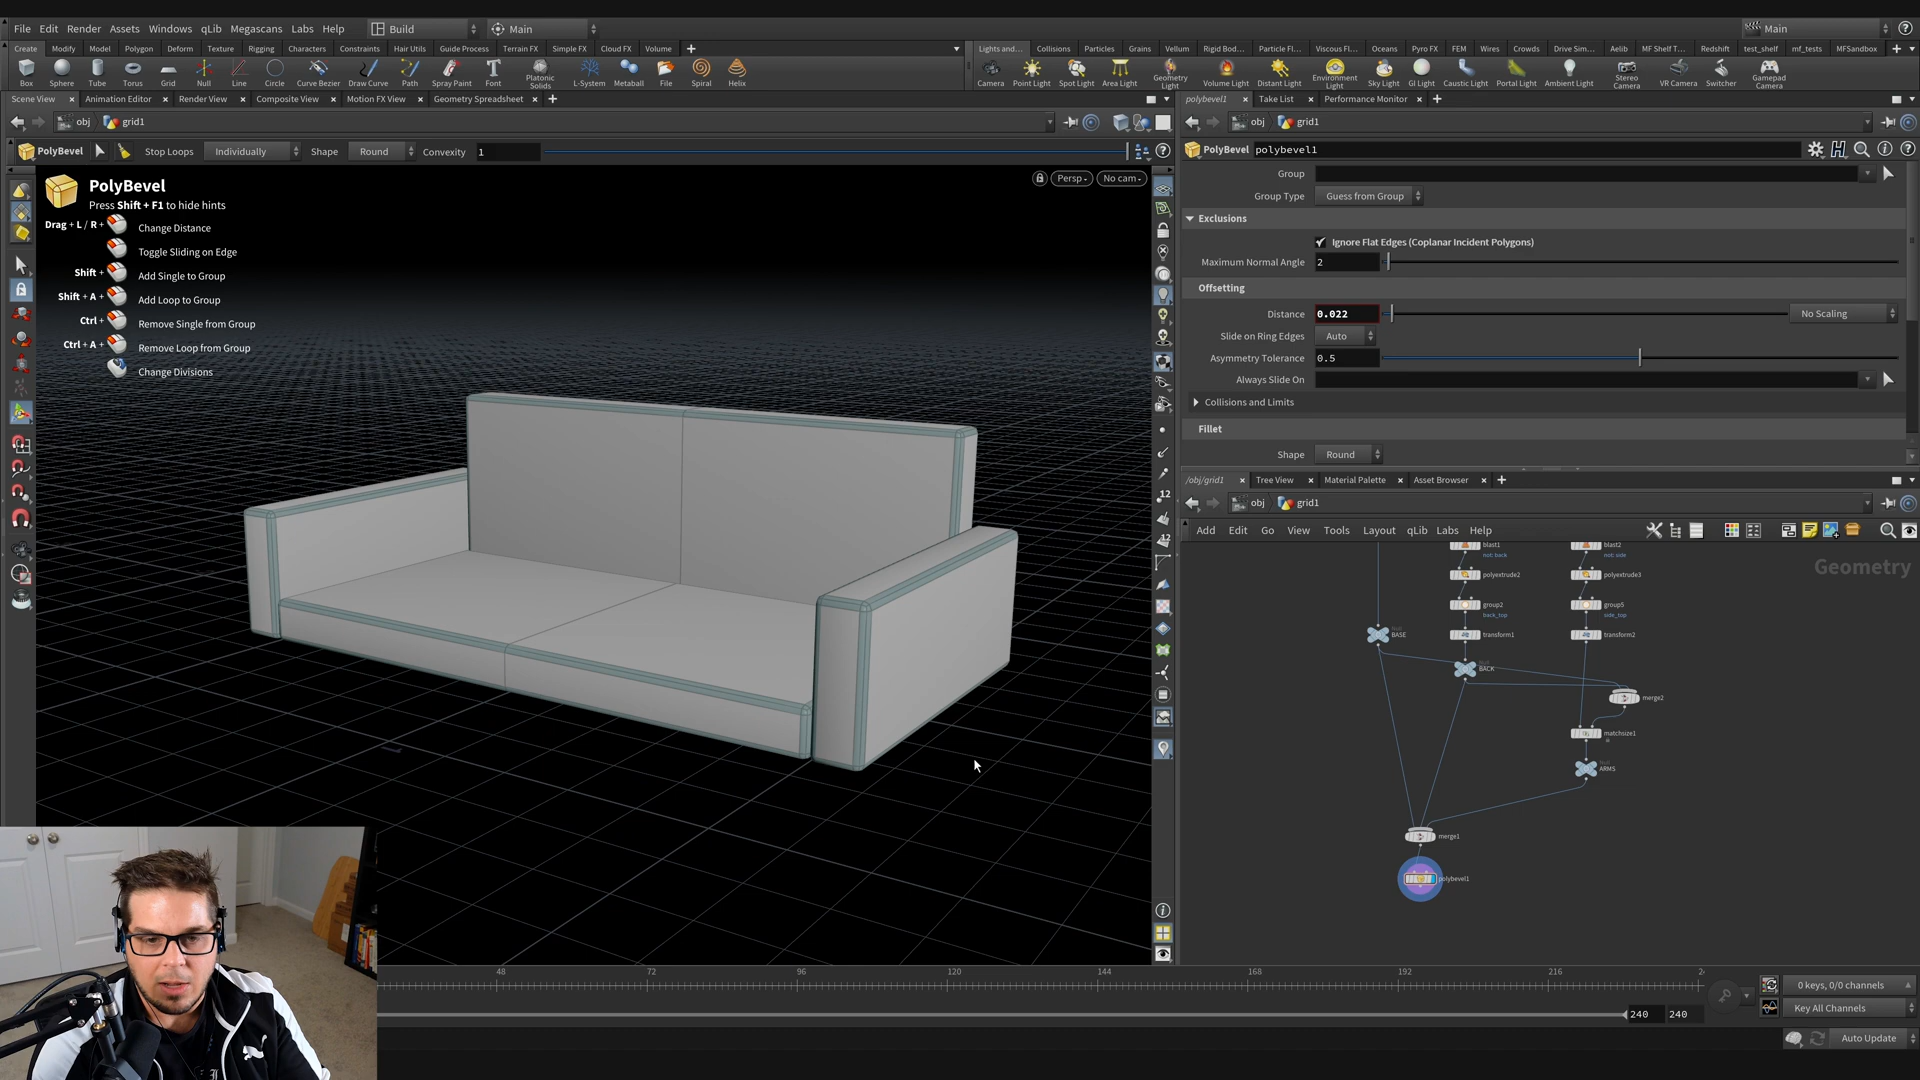 File Edit Render Assets Windows qLib Megascans Labs Help Build Main Main
Create Modify Model Polygon Deform Texture Rigging Characters Constraints Hair Utils Guide Process Terrain FX Simple FX Cloud FX Volume
Lights and... Collisions Particles Grains Vellum Rigid Bod... Particle Fl... Viscous Fl... Oceans Pyro FX FEM Wires Crowds Drive Sim... Aelib MF Shelf T... Redshift test_shelf mf_tests MFSandbox
Box Sphere Tube Torus Grid Null Line Circle Curve Bezier Draw Curve Path Spray Paint Font Platonic Solids L-System Metaball File Spiral Helix
Camera Point Light Spot Light Area Light Geometry Light Volume Light Distant Light Environment Light Sky Light GI Light Caustic Light Portal Light Ambient Light Stereo Camera VR Camera Switcher Gamepad Camera
Scene View Animation Editor Render View Composite View Motion FX View Geometry Spreadsheet
obj grid1
PolyBevel Stop Loops Individually Shape Round Convexity 1
PolyBevel
Press Shift + F1 to hide hints
Drag + L / R + Change Distance
Toggle Sliding on Edge
Shift + Add Single to Group
Shift + A + Add Loop to Group
Ctrl + Remove Single from Group
Ctrl + A + Remove Loop from Group
Change Divisions
Persp No cam
12
12
polybevel1 Take List Performance Monitor
obj grid1
PolyBevel polybevel1
Group
Group Type Guess from Group
Exclusions
Ignore Flat Edges (Coplanar Incident Polygons)
Maximum Normal Angle 2
Offsetting
Distance 0.022 No Scaling
Slide on Ring Edges Auto
Asymmetry Tolerance 0.5
Always Slide On
Collisions and Limits
Fillet
Shape Round
/obj/grid1 Tree View Material Palette Asset Browser
obj grid1
Add Edit Go View Tools Layout qLib Labs Help
Geometry
blast1
not: back
blast2
not: side
polyextrude2
polyextrude3
group2
back_top
group5
side_top
BASE
transform1
transform2
BACK
merge2
matchsize1
ARMS
merge1
polybevel1
48 72 96 120 144 168 192 216
240 240
0 keys, 0/0 channels
Key All Channels
Auto Update